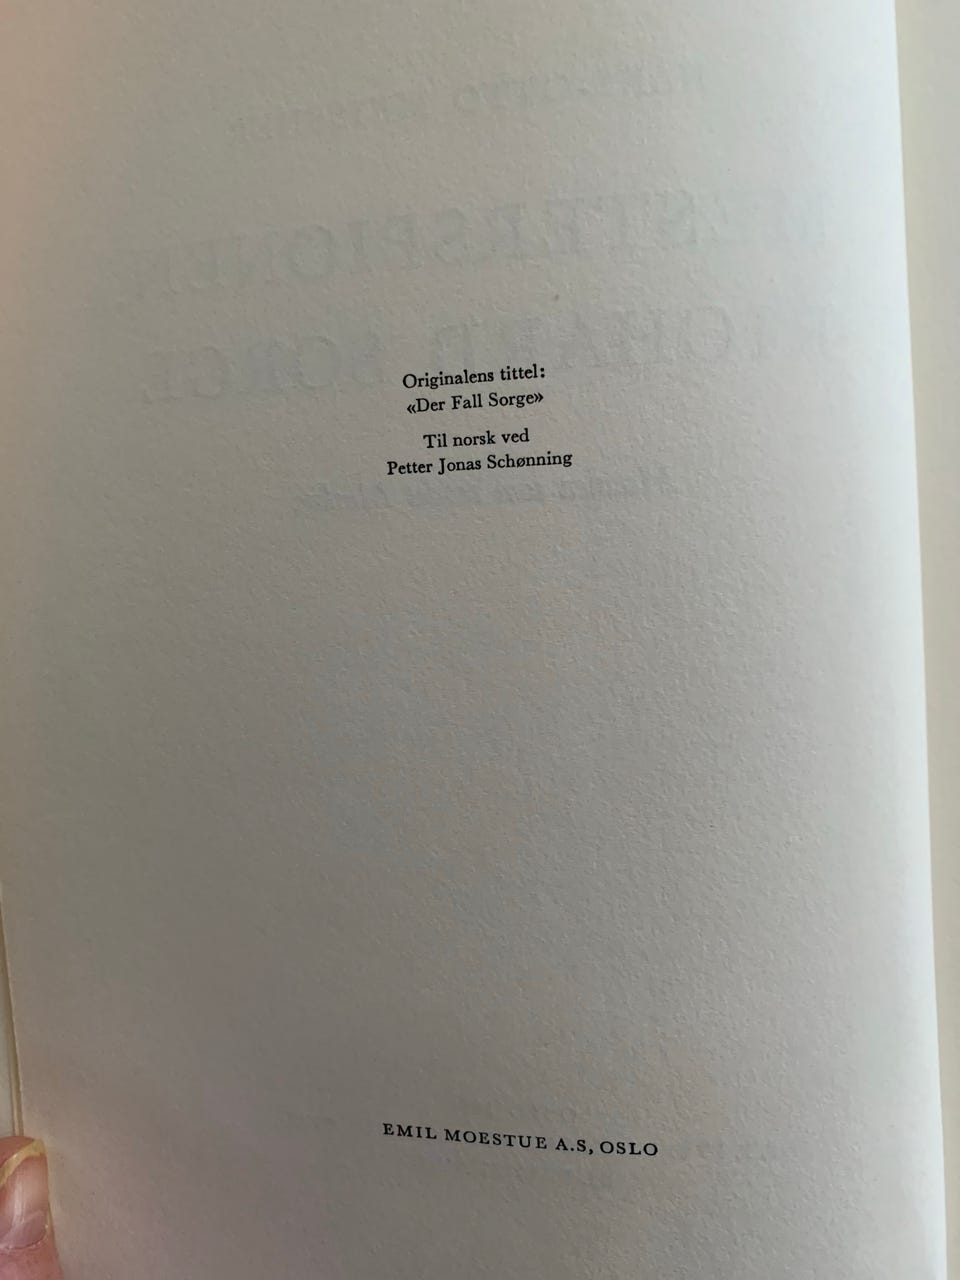 Originalens tittel:
«Der Fall Sorge»
Til norsk ved
Petter Jonas Schønning
EMIL MOESTUE A.S, OSLO